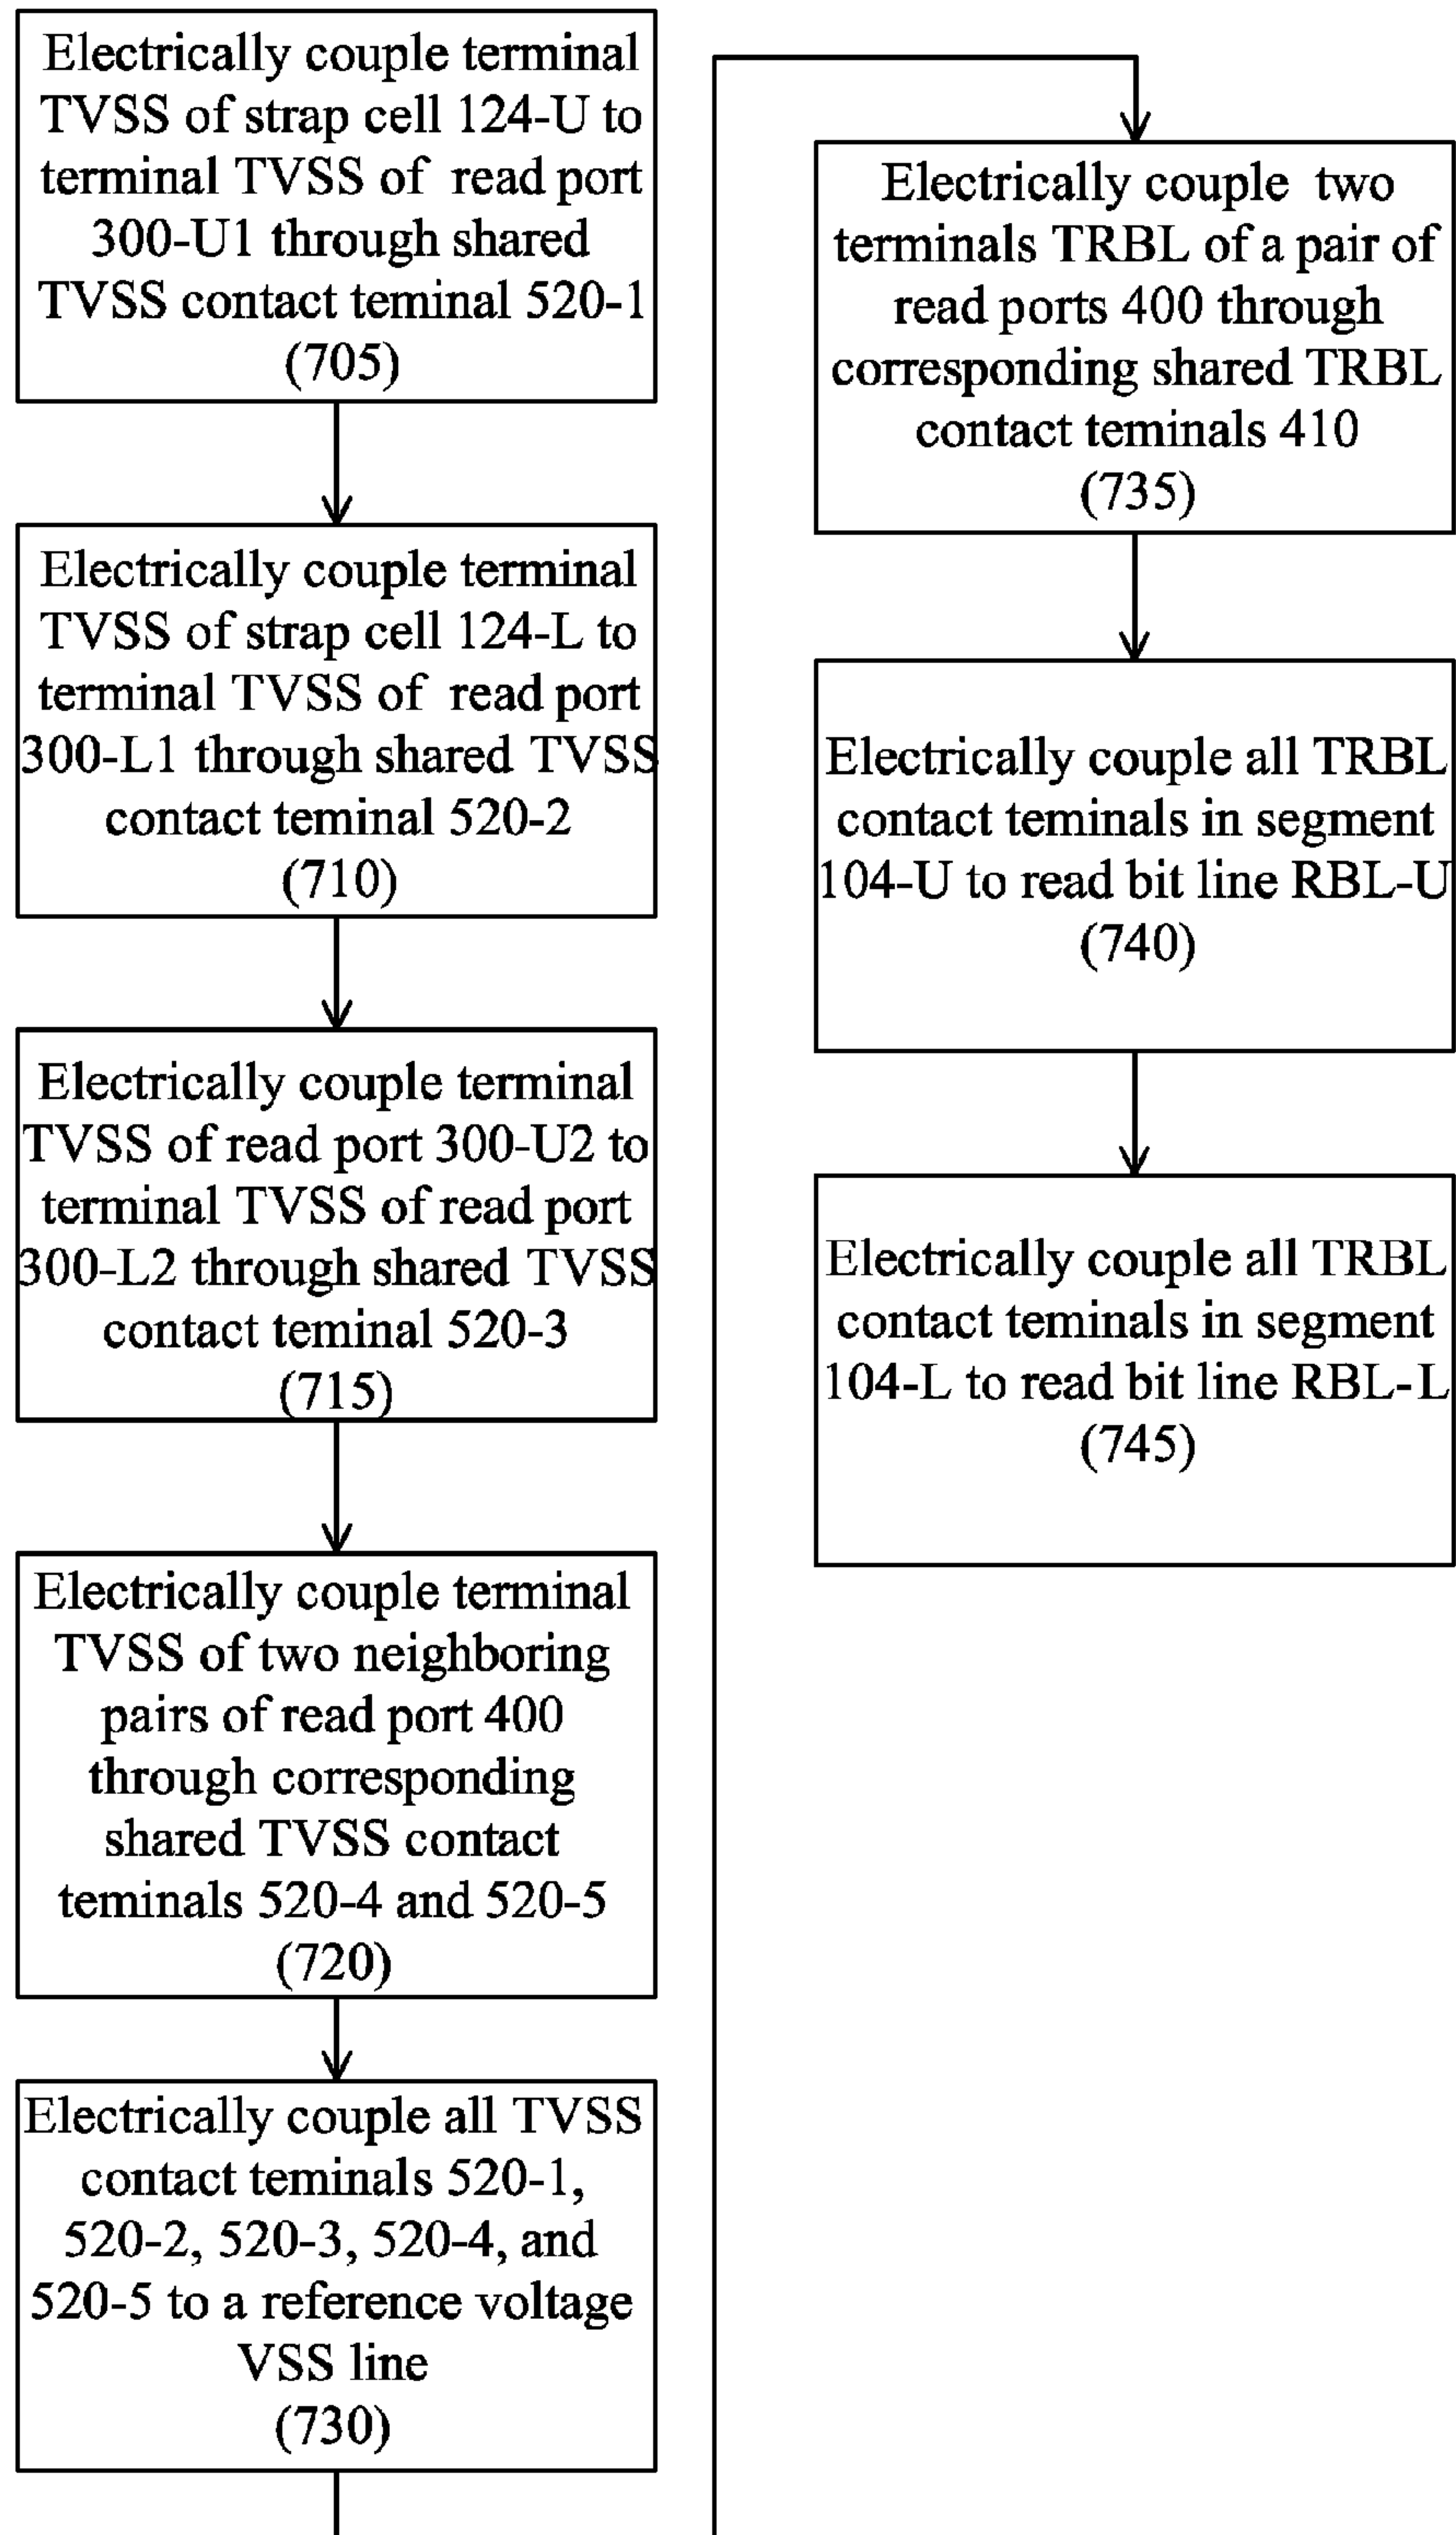 Electrically couple terminal
TVSS of strap cell 124-U to
terminal TVSS of read port
300-U1 through shared
TVSS contact teminal 520-1
(705)
Electrically couple terminal
TVSS of strap cell 124-L to
terminal TVSS of read port
300-L1 through shared TVSS
contact teminal 520-2
(710)
Electrically couple terminal
TVSS of read port 300-U2 to
terminal TVSS of read port
300-L2 through shared TVSS
contact teminal 520-3
(715)
Electrically couple terminal
TVSS of two neighboring
pairs of read port 400
through corresponding
shared TVSS contact
teminals 520-4 and 520-5
(720)
Electrically couple all TVSS
contact teminals 520-1,
520-2, 520-3, 520-4, and
520-5 to a reference voltage
VSS line
(730)
Electrically couple two
terminals TRBL of a pair of
read ports 400 through
corresponding shared TRBL
contact teminals 410
(735)
Electrically couple all TRBL
contact teminals in segment
104-U to read bit line RBL-U
(740)
Electrically couple all TRBL
contact teminals in segment
104-L to read bit line RBL-L
(745)